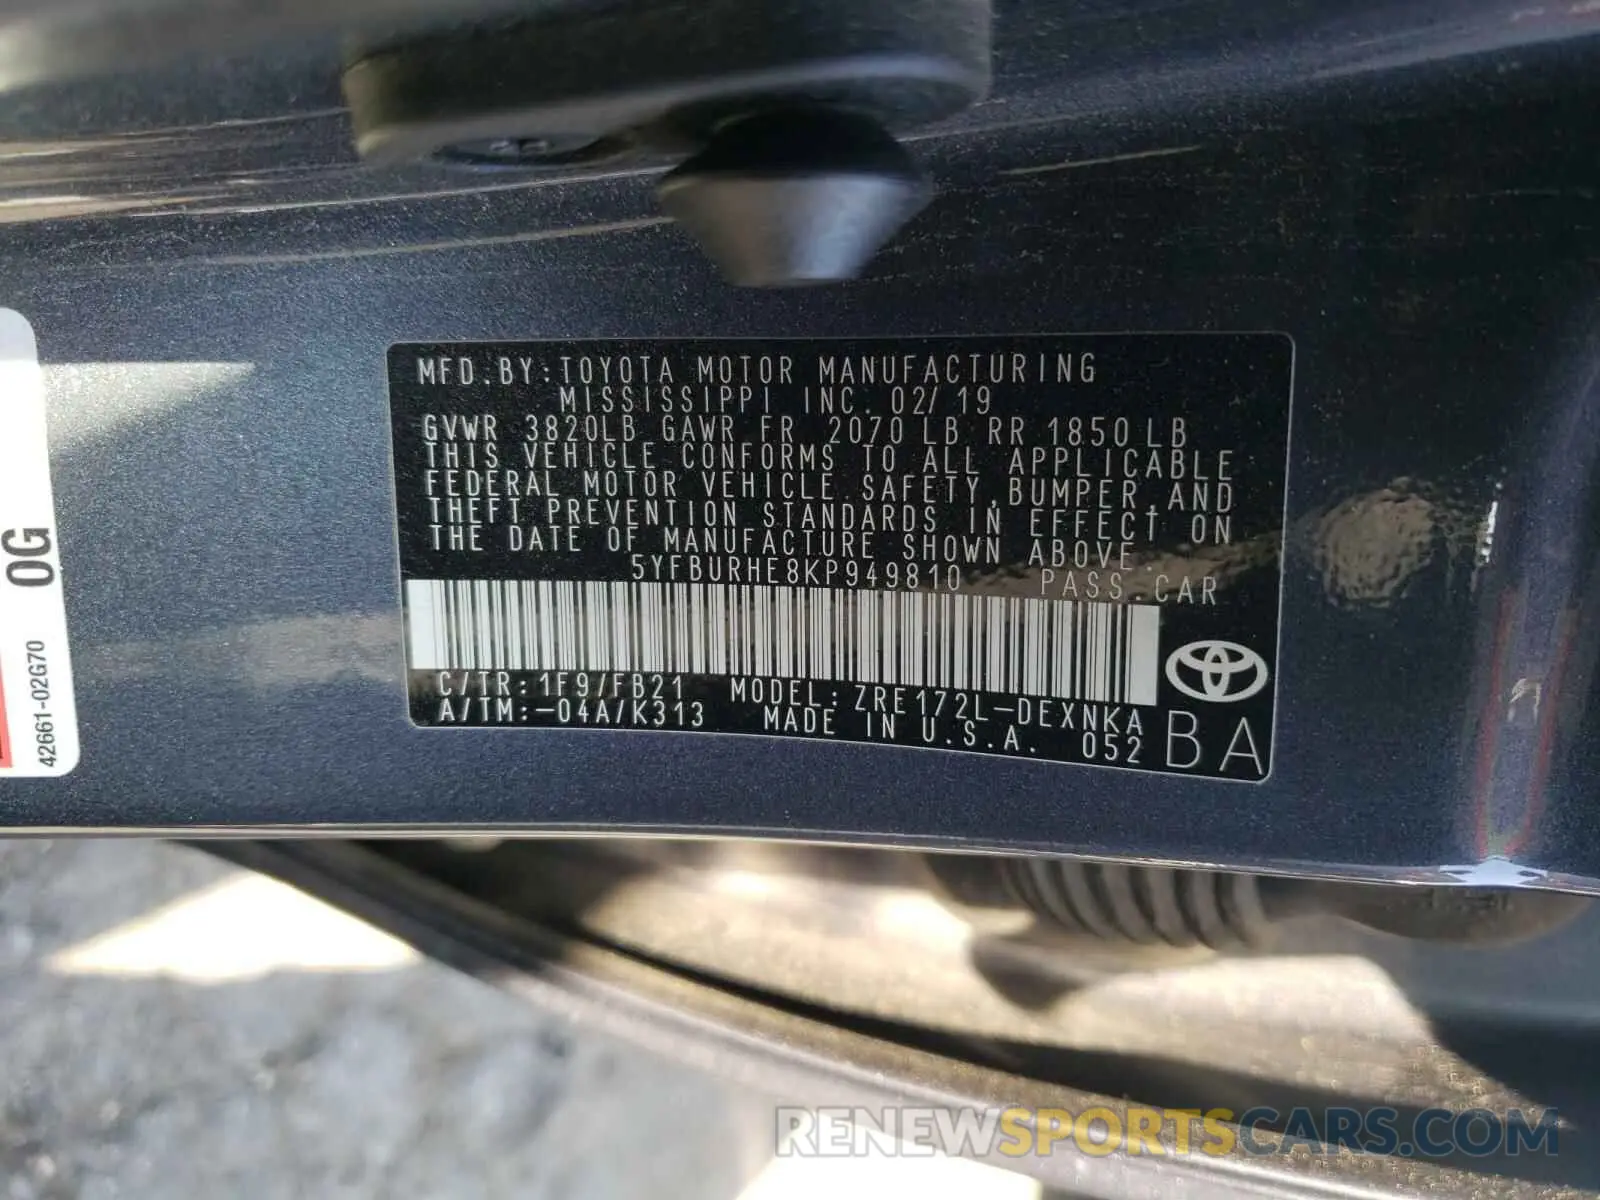 MFD.BY:TOYOTA MOTOR MANUFACTURING
MISSISSIPPI INC. 02/19
GVWR 3820LB GAWR FR 2070LB RR 1850LB
THIS VEHICLE CONFORMS TO ALL APPLICABLE
FEDERAL MOTOR VEHICLE SAFETY, BUMPER, AND
THEFT PREVENTION STANDARDS IN EFFECT ON
THE DATE OF MANUFACTURE SHOWN ABOVE.
5YFBURHE8KP949810 PASS.CAR
C/TR:1F9/FB21 MODEL:ZRE172L-DEXNKA
A/TM:-04A/K313 MADE IN U.S.A. 052
BA
0G
42661-02G70
RENEWSPORTSCARS.COM